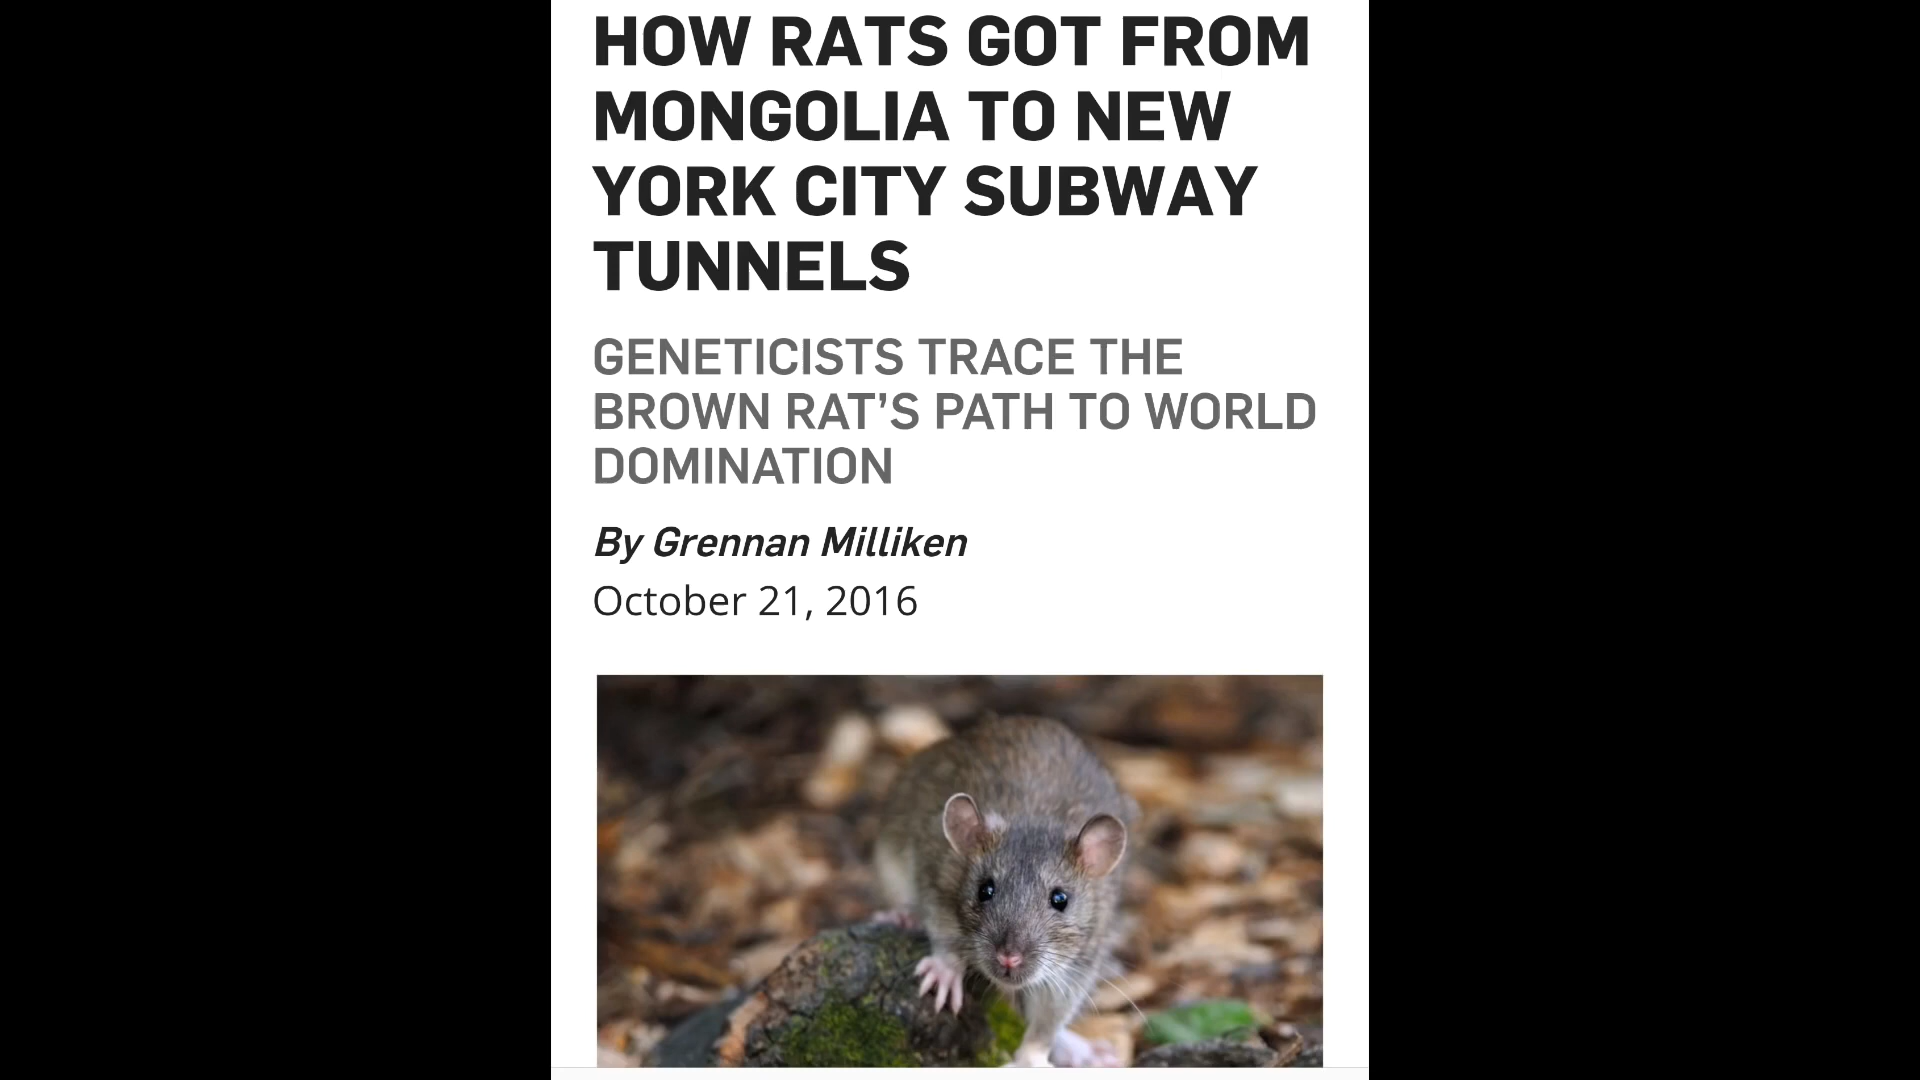 HOW RATS GOT FROM
MONGOLIA TO NEW
YORK CITY SUBWAY
TUNNELS
GENETICISTS TRACE THE
BROWN RAT’S PATH TO WORLD
DOMINATION
By Grennan Milliken
October 21, 2016